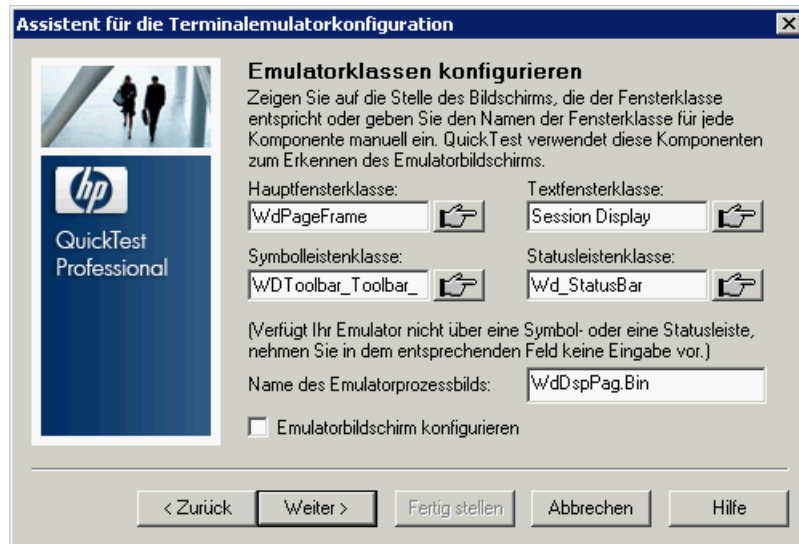 Assistent für die Terminalemulatorkonfiguration
Emulatorklassen konfigurieren
Zeigen Sie auf die Stelle des Bildschirms, die der Fensterklasse
entspricht oder geben Sie den Namen der Fensterklasse für jede
Komponente manuell ein. QuickTest verwendet diese Komponenten
zum Erkennen des Emulatorbildschirms.
hp
QuickTest
Professional
Hauptfensterklasse:
Textfensterklasse:
WdPageFrame
Session Display
Symbolleistenklasse:
Statusleistenklasse:
WDToolbar_Toolbar_
Wd_StatusBar
(Verfügt Ihr Emulator nicht über eine Symbol- oder eine Statusleiste,
nehmen Sie in dem entsprechenden Feld keine Eingabe vor.)
Name des Emulatorprozessbilds:
WdDspPag.Bin
Emulatorbildschirm konfigurieren
< Zurück
Weiter >
Fertig stellen
Abbrechen
Hilfe